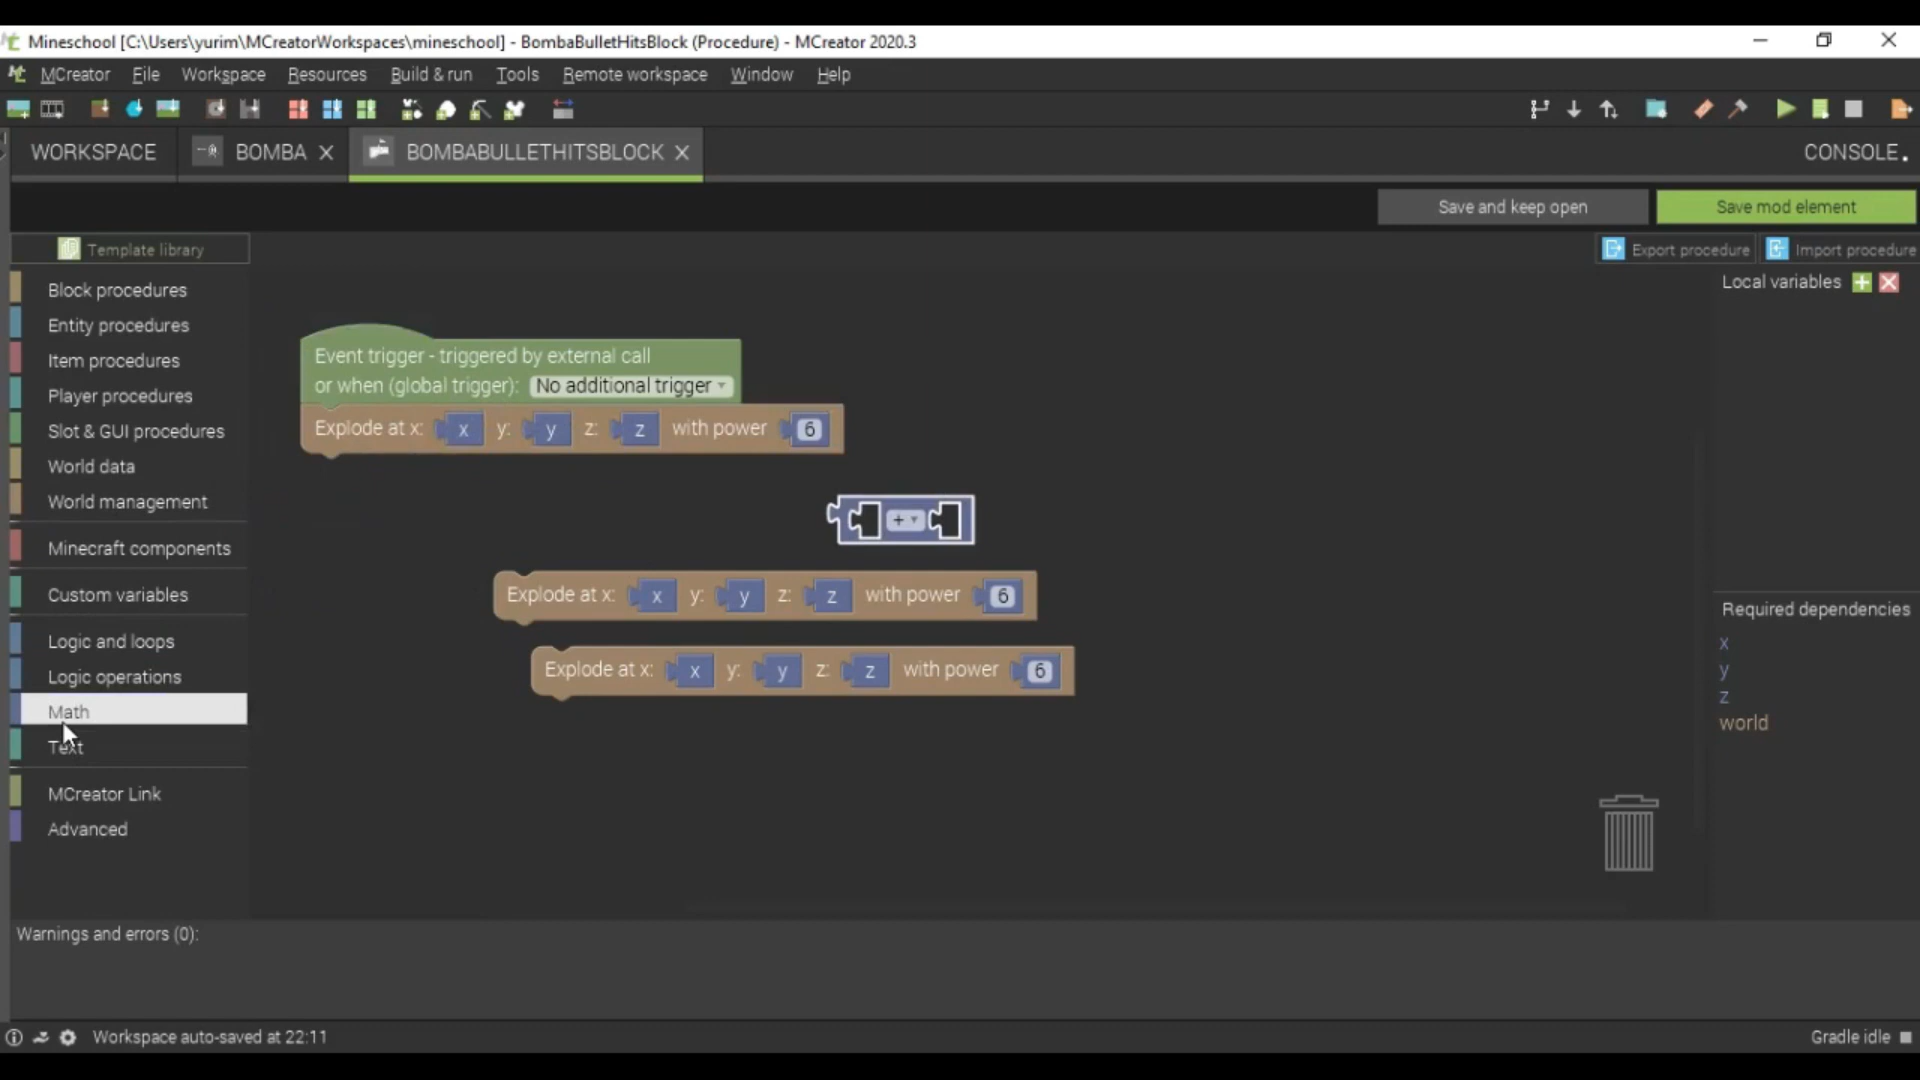 Mineschool [C:\Users\yurim\MCreatorWorkspaces\mineschool] - BombaBulletHitsBlock (Procedure) - MCreator 2020.3
MCreator File Workspace Resources Build & run Tools Remote workspace Window Help
WORKSPACE BOMBA BOMBABULLETHITSBLOCK CONSOLE
Save and keep open Save mod element
Template library Export procedure Import procedure
Local variables
Block procedures
Entity procedures
Item procedures
Player procedures
Slot & GUI procedures
World data
World management
Minecraft components
Custom variables
Logic and loops
Logic operations
Math
Text
MCreator Link
Advanced
Event trigger - triggered by external call
or when (global trigger): No additional trigger
Explode at x: x y: y z: z with power 6
+
Explode at x: x y: y z: z with power 6
Explode at x: x y: y z: z with power 6
Required dependencies
x
y
z
world
Warnings and errors (0):
Workspace auto-saved at 22:11 Gradle idle